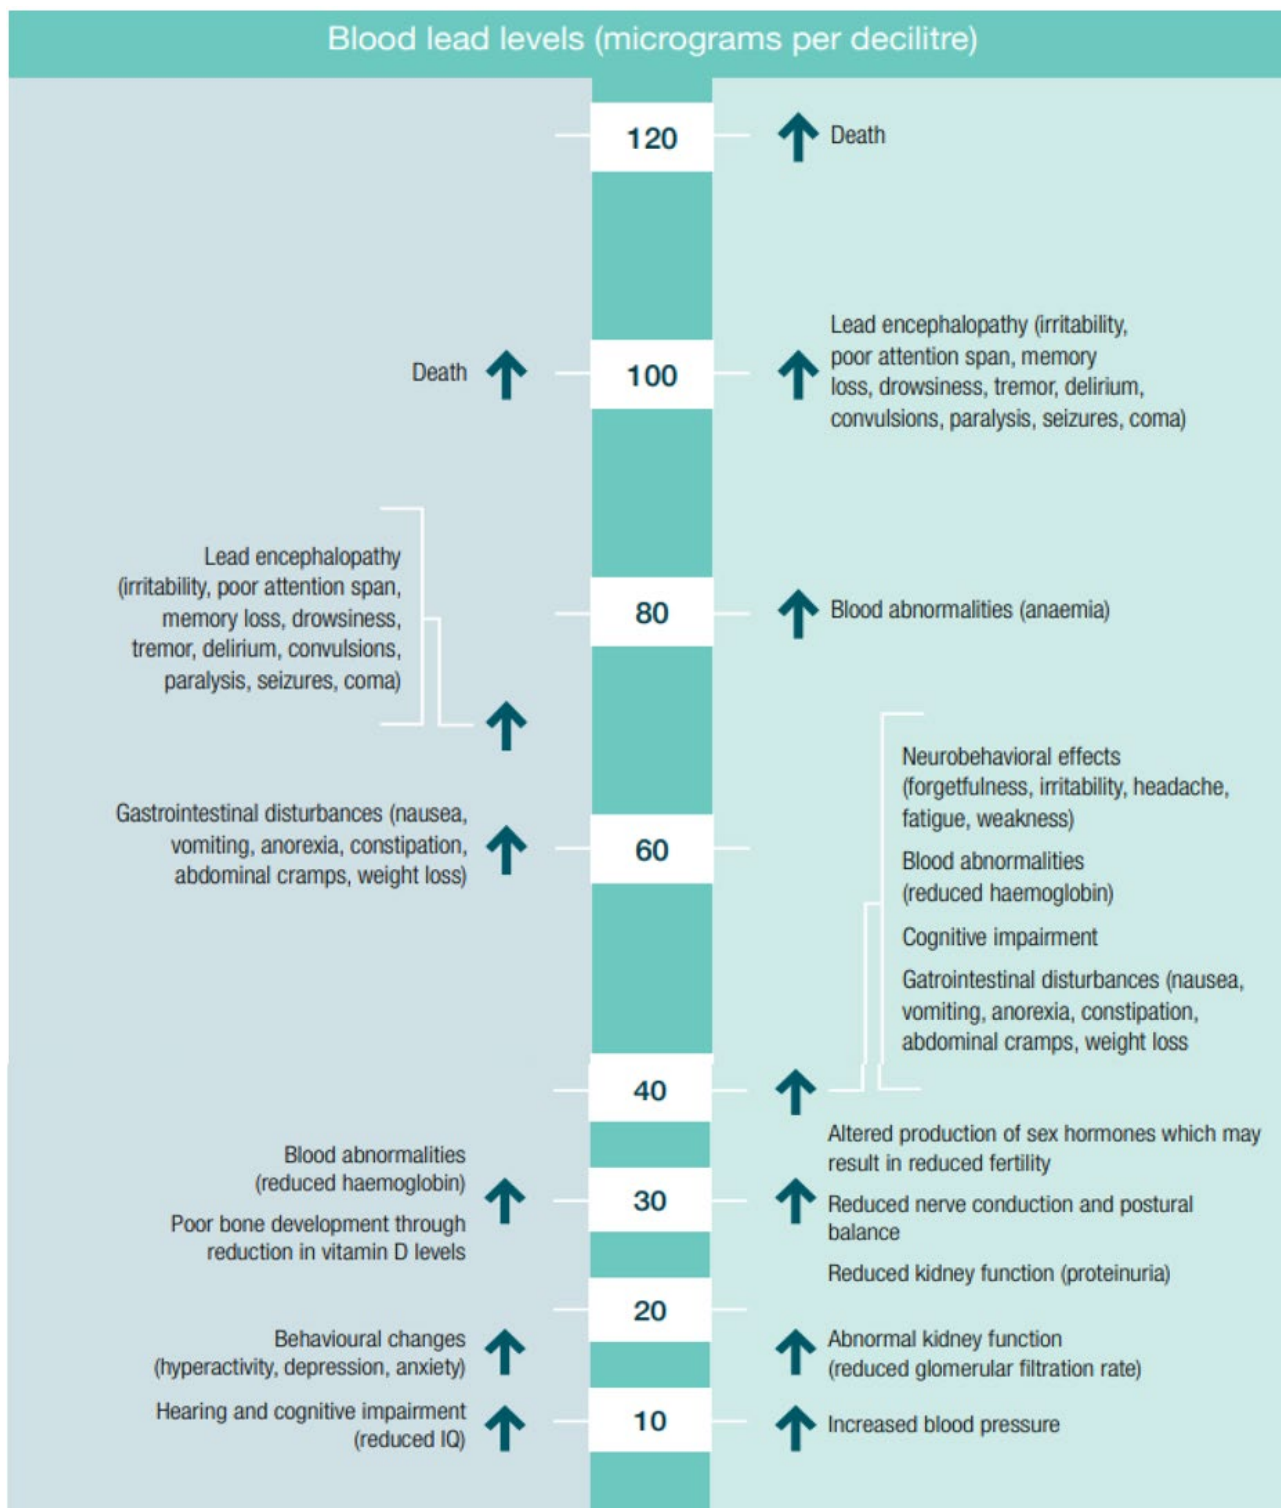 Blood lead levels (micrograms per decilitre)
120
Death
Death
100
Lead encephalopathy (irritability,
poor attention span, memory
loss, drowsiness, tremor, delirium,
convulsions, paralysis, seizures, coma)
Lead encephalopathy
(irritability, poor attention span,
memory loss, drowsiness,
tremor, delirium, convulsions,
paralysis, seizures, coma)
80
Blood abnormalities (anaemia)
Gastrointestinal disturbances (nausea,
vomiting, anorexia, constipation,
abdominal cramps, weight loss)
60
Neurobehavioral effects
(forgetfulness, irritability, headache,
fatigue, weakness)
Blood abnormalities
(reduced haemoglobin)
Cognitive impairment
Gatrointestinal disturbances (nausea,
vomiting, anorexia, constipation,
abdominal cramps, weight loss
40
Blood abnormalities
(reduced haemoglobin)
Poor bone development through
reduction in vitamin D levels
30
Altered production of sex hormones which may
result in reduced fertility
Reduced nerve conduction and postural
balance
Reduced kidney function (proteinuria)
20
Behavioural changes
(hyperactivity, depression, anxiety)
Abnormal kidney function
(reduced glomerular filtration rate)
Hearing and cognitive impairment
(reduced IQ)
10
Increased blood pressure